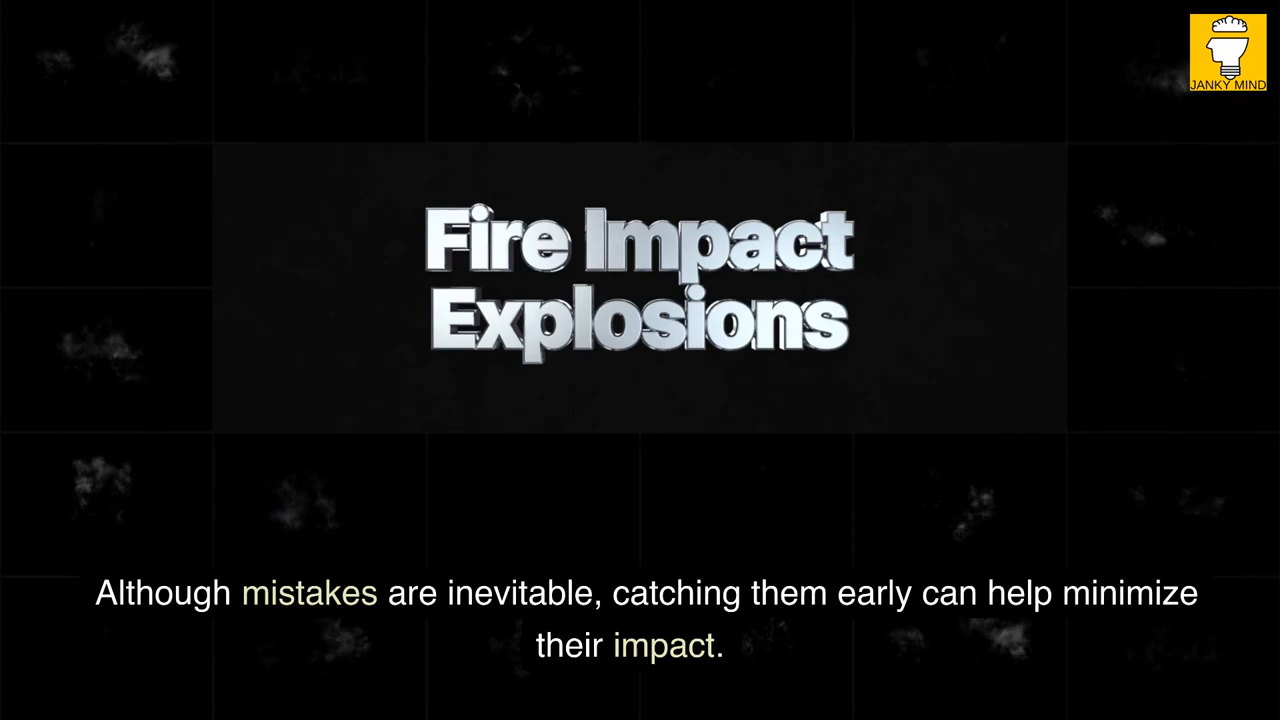 JANKY MIND
Fire Impact
Explosions
Although mistakes are inevitable, catching them early can help minimize
their impact.